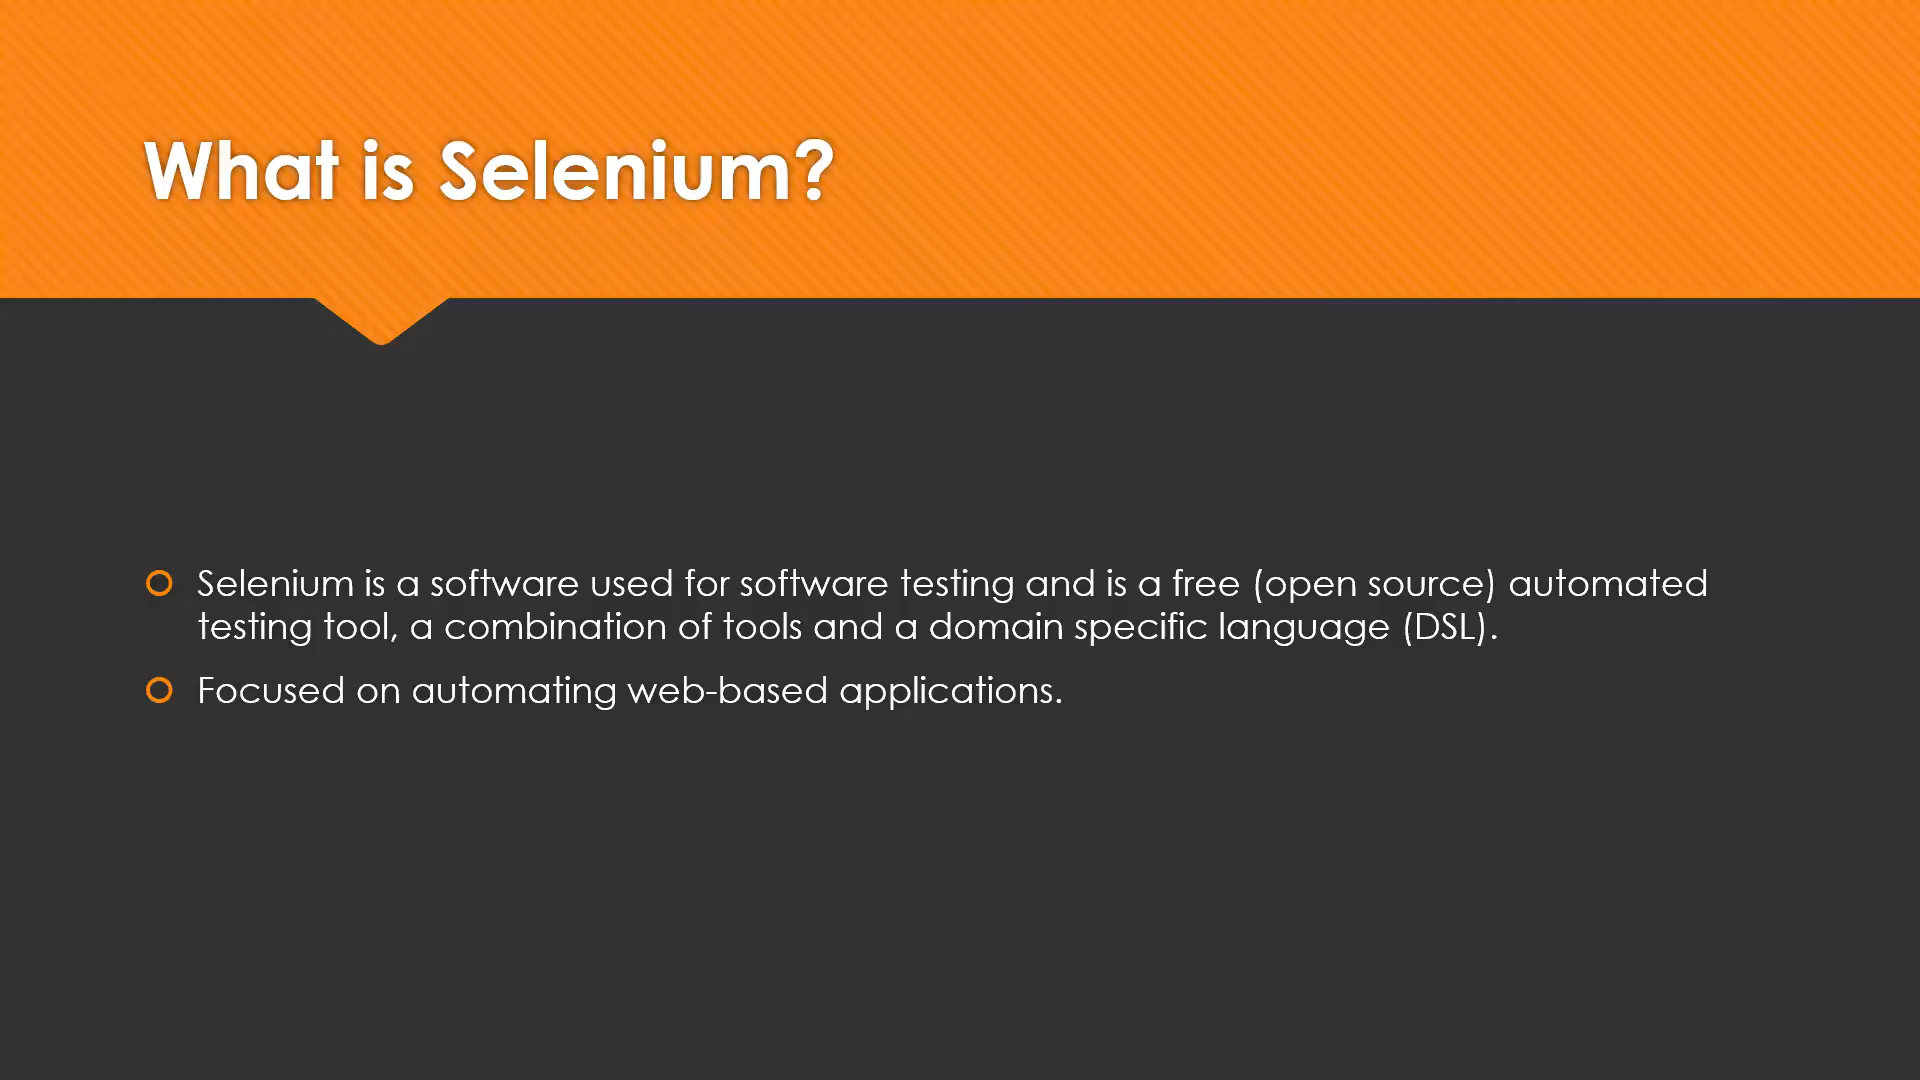 What is Selenium?
Selenium is a software used for software testing and is a free (open source) automated
testing tool, a combination of tools and a domain specific language (DSL).
Focused on automating web-based applications.